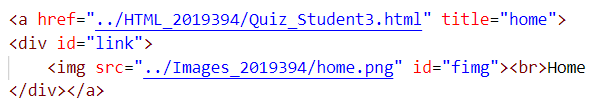 <a href="../HTML_2019394/Quiz_Student3.html" title="home">
<div id="link">
<img src="../Images_2019394/home.png" id="fimg"><br>Home
</div></a>